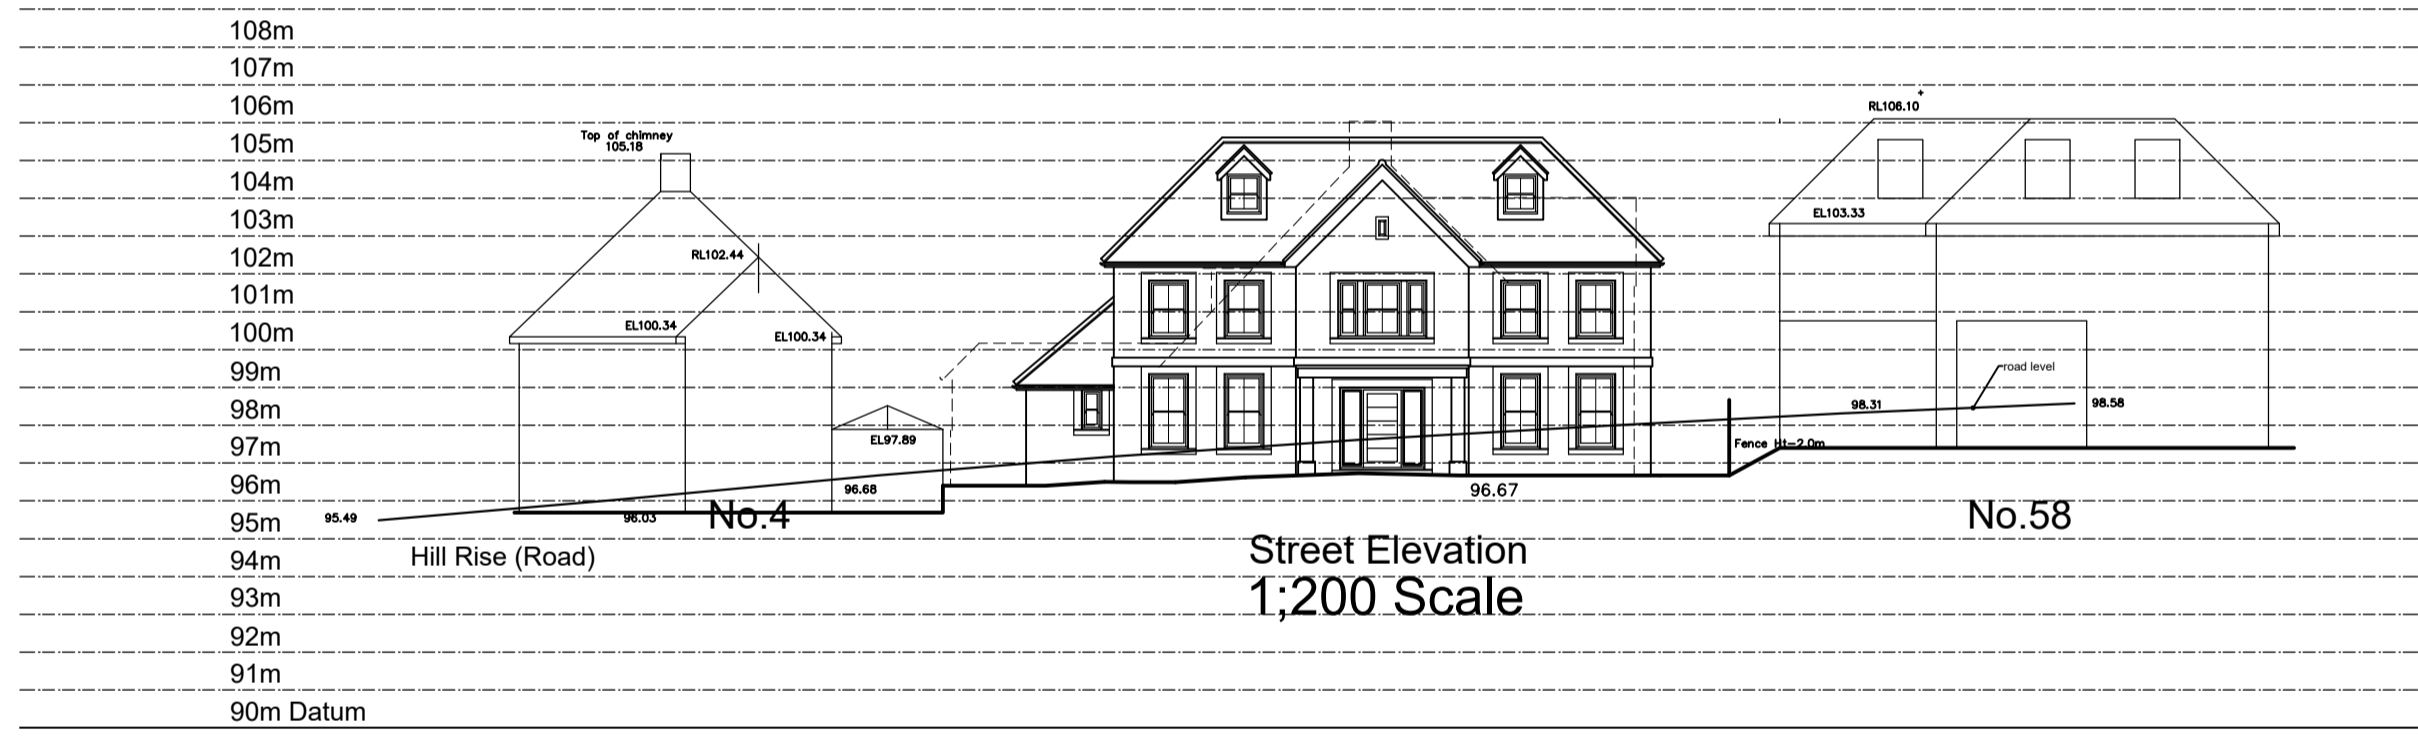 108m
107m
106m
105m
104m
103m
102m
101m
100m
99m
98m
97m
96m
95m
94m
93m
92m
91m
90m Datum
Top of chimney
105.18
RL102.44
EL100.34
EL100.34
EL97.89
96.68
95.49
96.03
No.4
Hill Rise (Road)
96.67
Street Elevation
1;200 Scale
RL106.10
EL103.33
road level
98.31
98.58
Fence Ht-2.0m
No.58